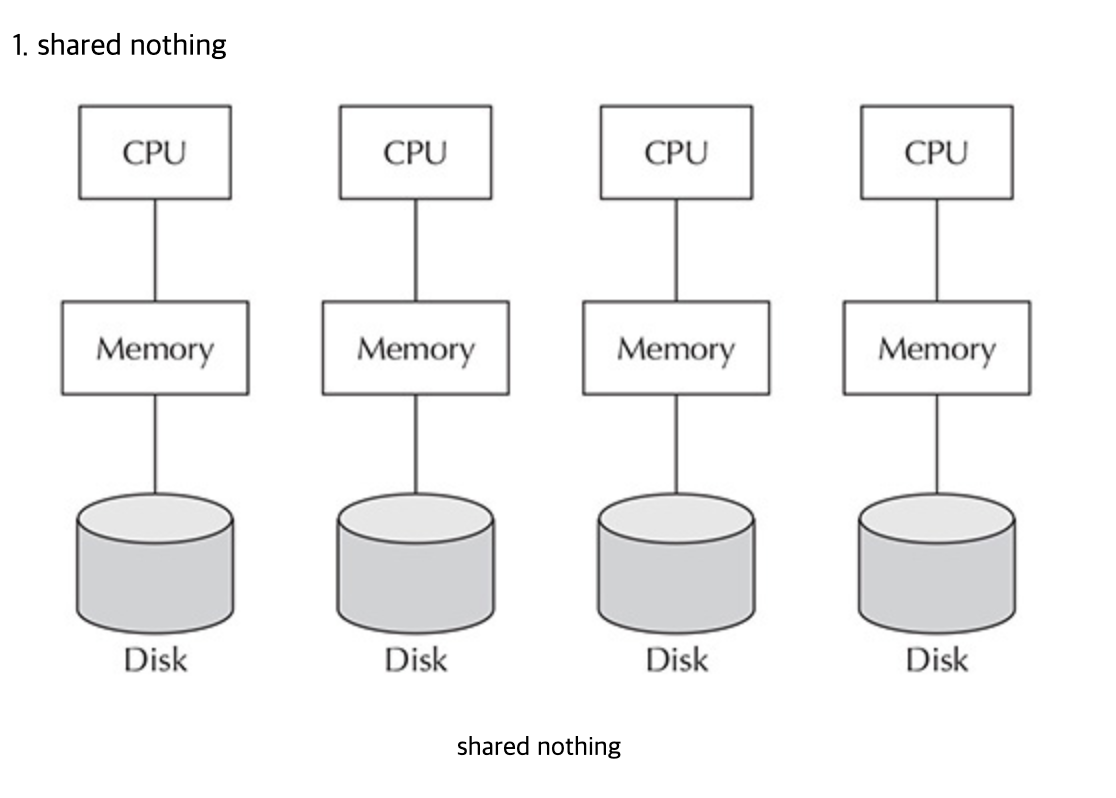 1. shared nothing
CPU CPU CPU CPU
Memory Memory Memory Memory
Disk Disk Disk Disk
shared nothing